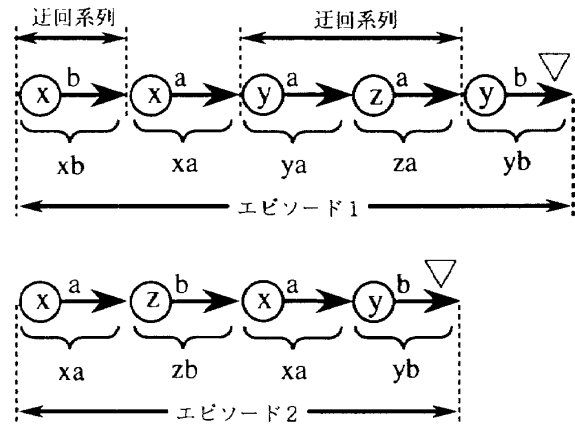 迂回系列 迂回系列
x b x a y a z a y b
xb xa ya za yb
エピソード1
x a z b x a y b
xa zb xa yb
エピソード2